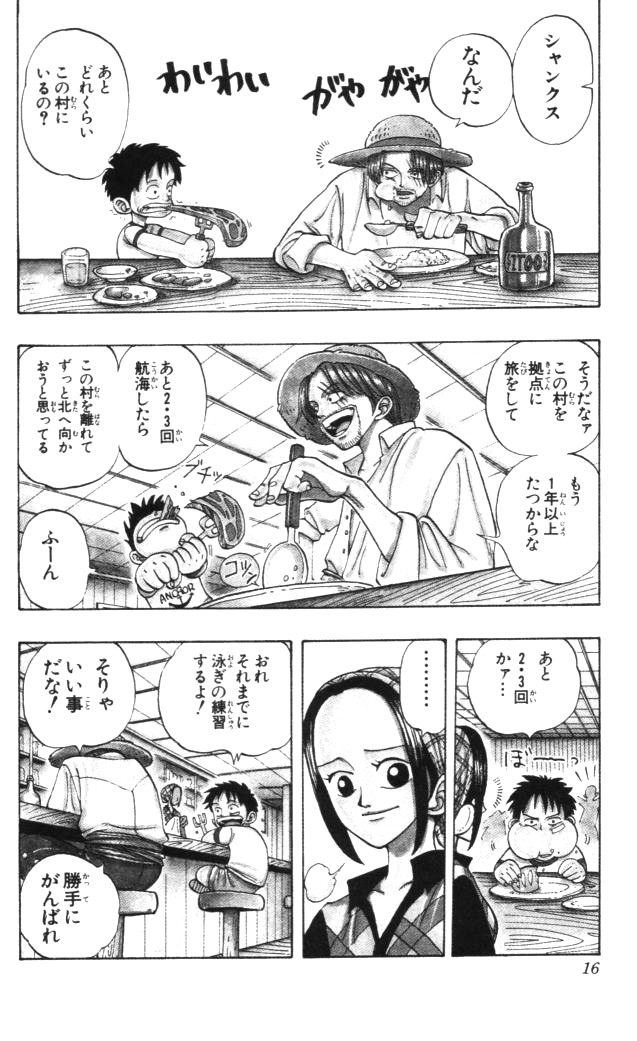 シャンクス
なんだ
がやがや
わいわい
あと
どれくらい
この村に
いるの？
そうだなァ
この村を
拠点に
旅をして
もう
1年以上
たつからな
あと2・3回
航海したら
この村を離れて
ずっと北へ向か
おうと思ってる
ブチッ
コツン
ANCHOR
ふーん
あと
2・3回
かァ…
ぼーーっ
………
おれ
それまでに
泳ぎの練習
するよ！
そりゃ
いい事
だな！
勝手に
がんばれ
16